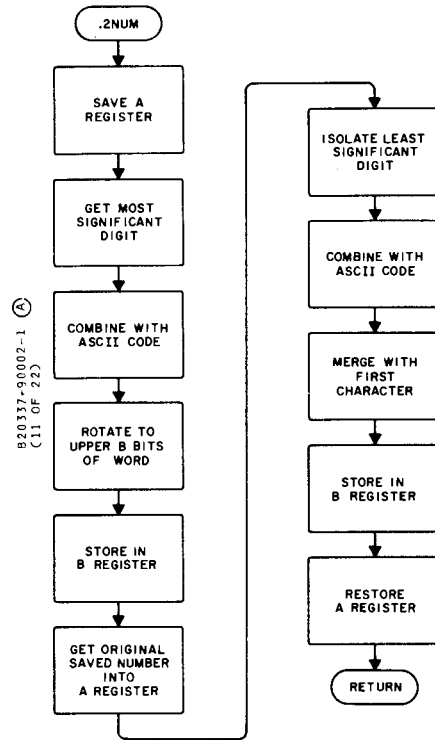 .2NUM
SAVE A
REGISTER
GET MOST
SIGNIFICANT
DIGIT
COMBINE WITH
ASCII CODE
ROTATE TO
UPPER B BITS
OF WORD
STORE IN
B REGISTER
GET ORIGINAL
SAVED NUMBER
INTO
A REGISTER
ISOLATE LEAST
SIGNIFICANT
DIGIT
COMBINE WITH
ASCII CODE
MERGE WITH
FIRST
CHARACTER
STORE IN
B REGISTER
RESTORE
A REGISTER
RETURN
B20337-90002-1 A
(11 OF 22)